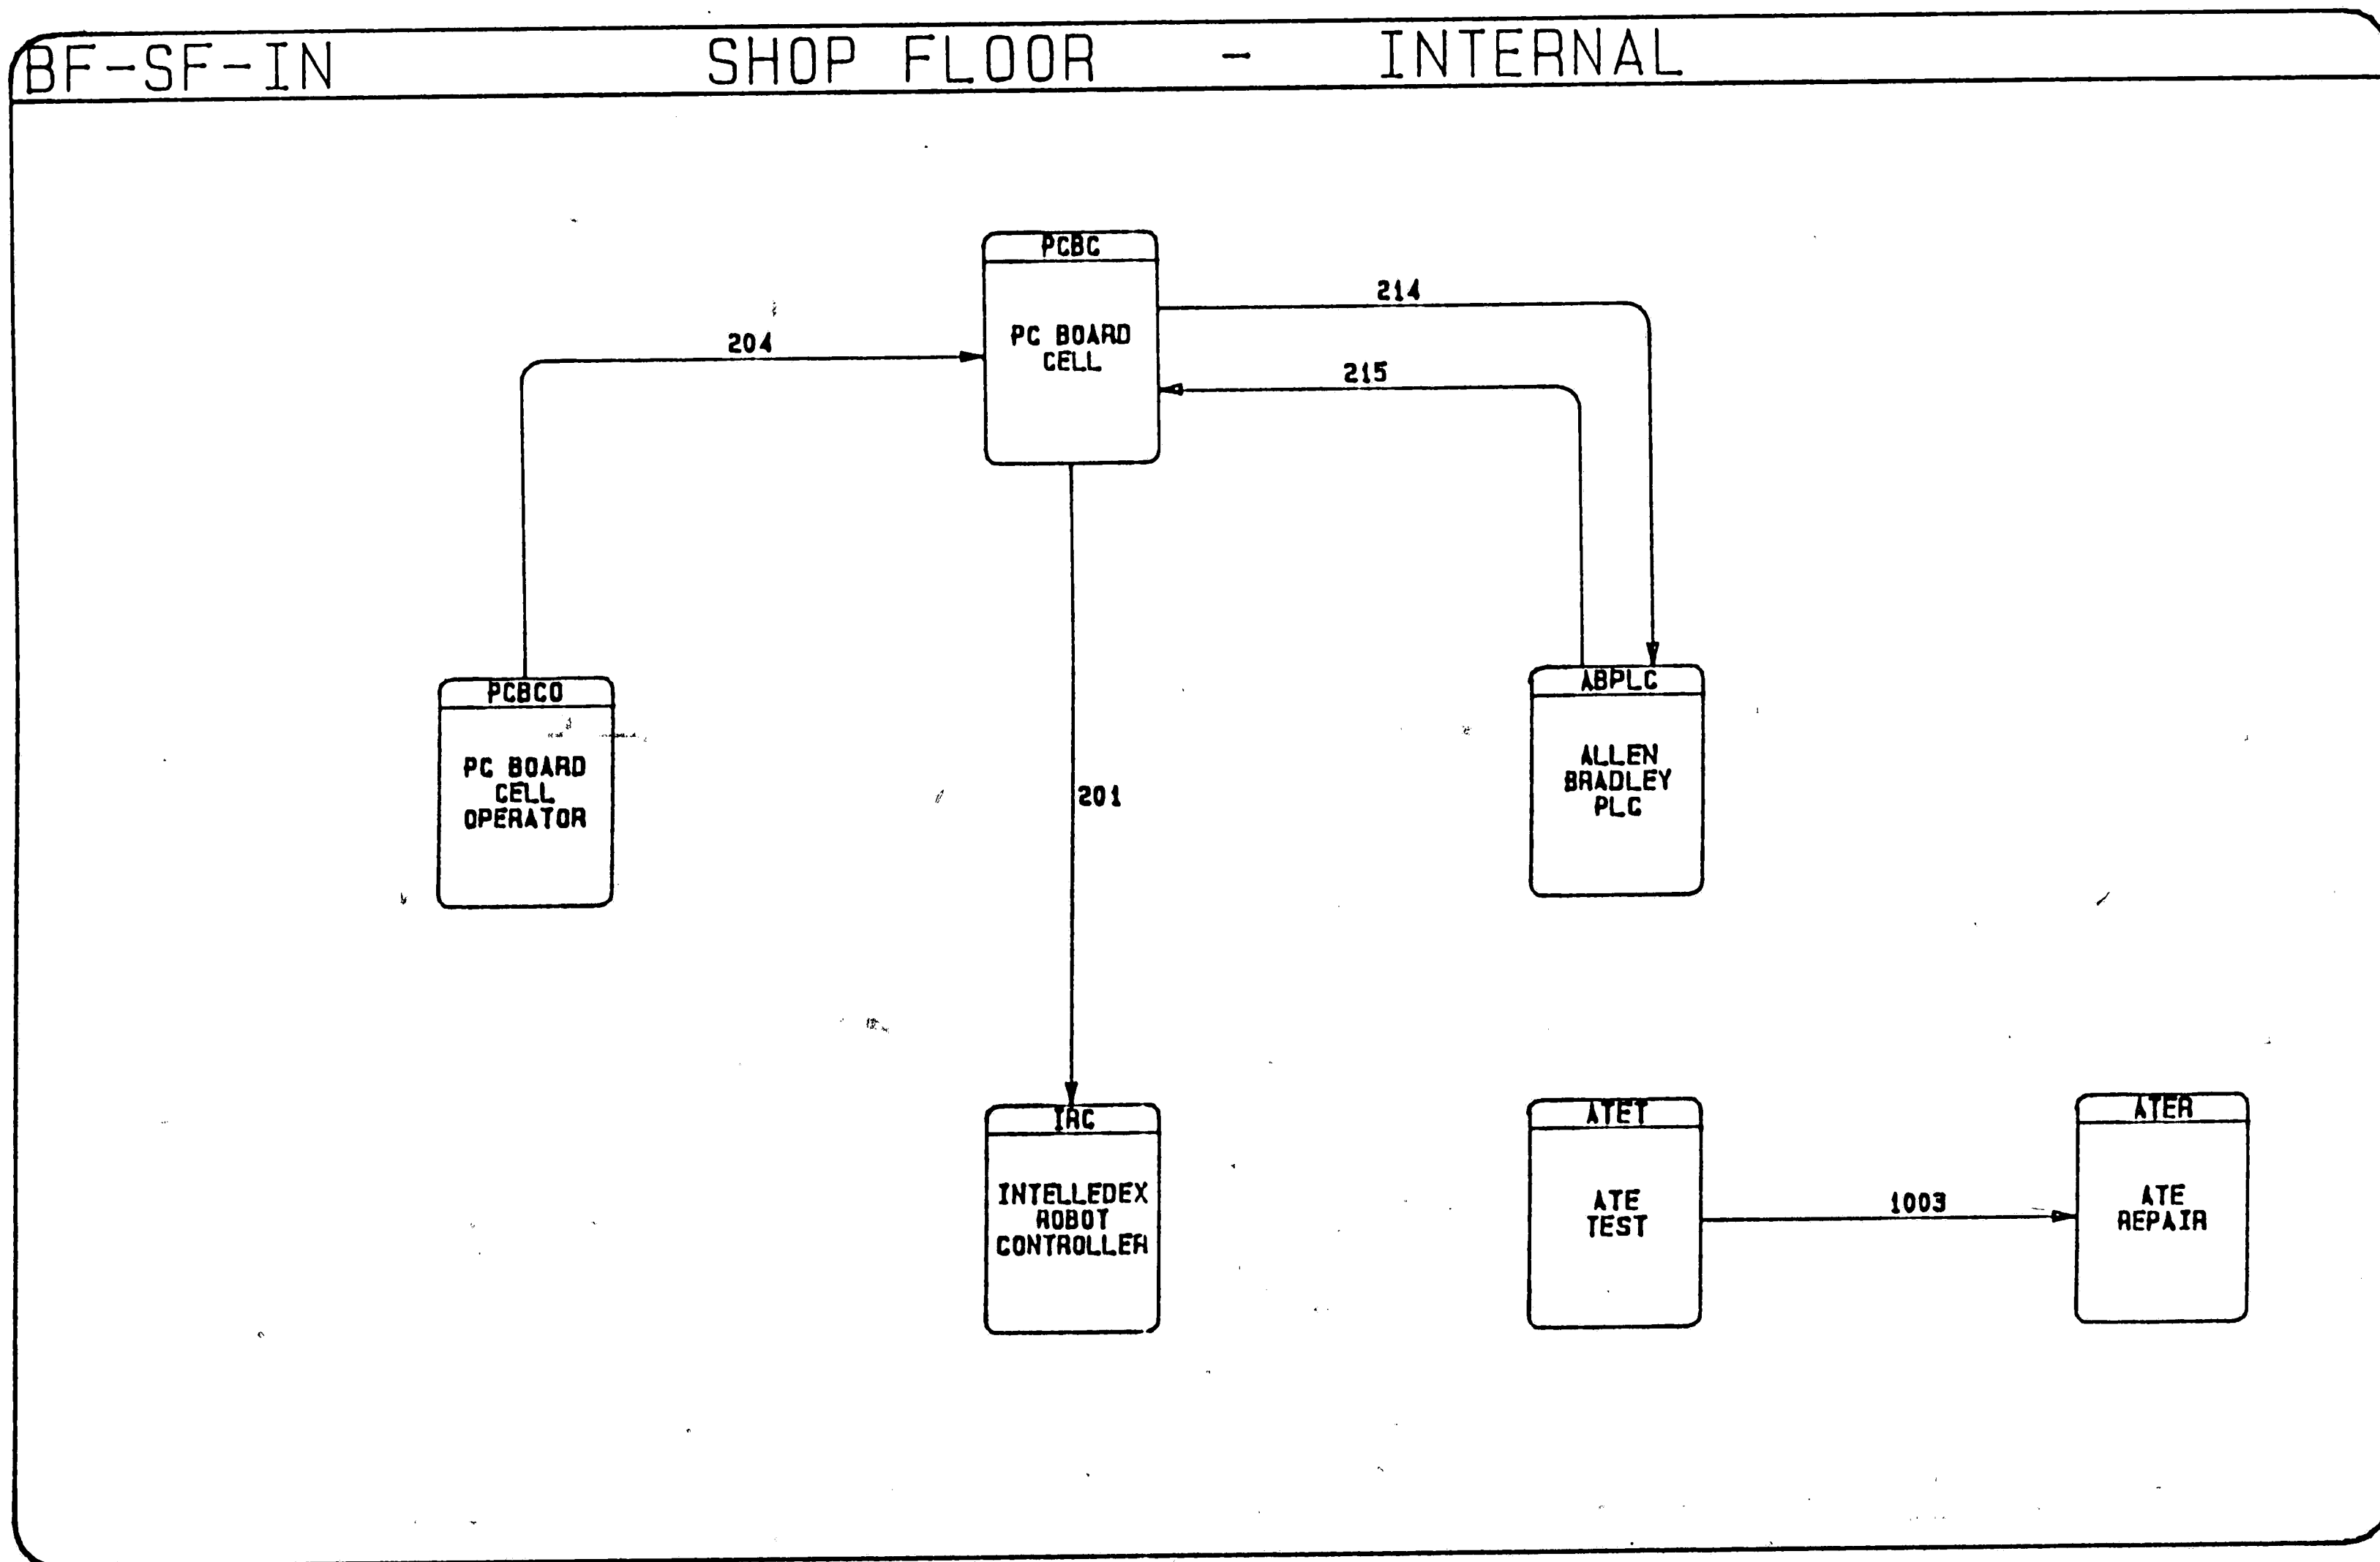 BF-SF-IN SHOP FLOOR - INTERNAL
PCBC
PC BOARD
CELL
214
204
215
PCBCO
PC BOARD
CELL
OPERATOR
ABPLC
ALLEN
BRADLEY
PLC
201
IRC
INTELLEDEX
ROBOT
CONTROLLER
ATET
ATE
TEST
1003
ATER
ATE
REPAIR